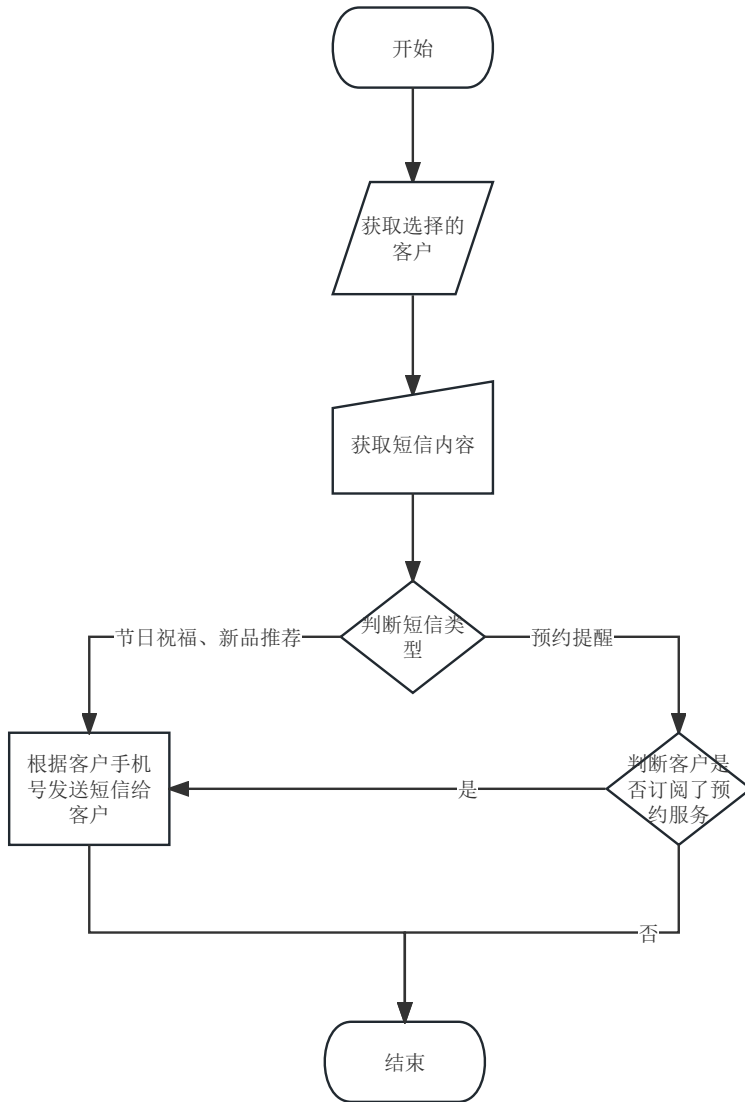 开始
获取选择的
客户
获取短信内容
判断短信类
型
节日祝福、新品推荐
预约提醒
根据客户手机
号发送短信给
客户
是
判断客户是
否订阅了预
约服务
否
结束